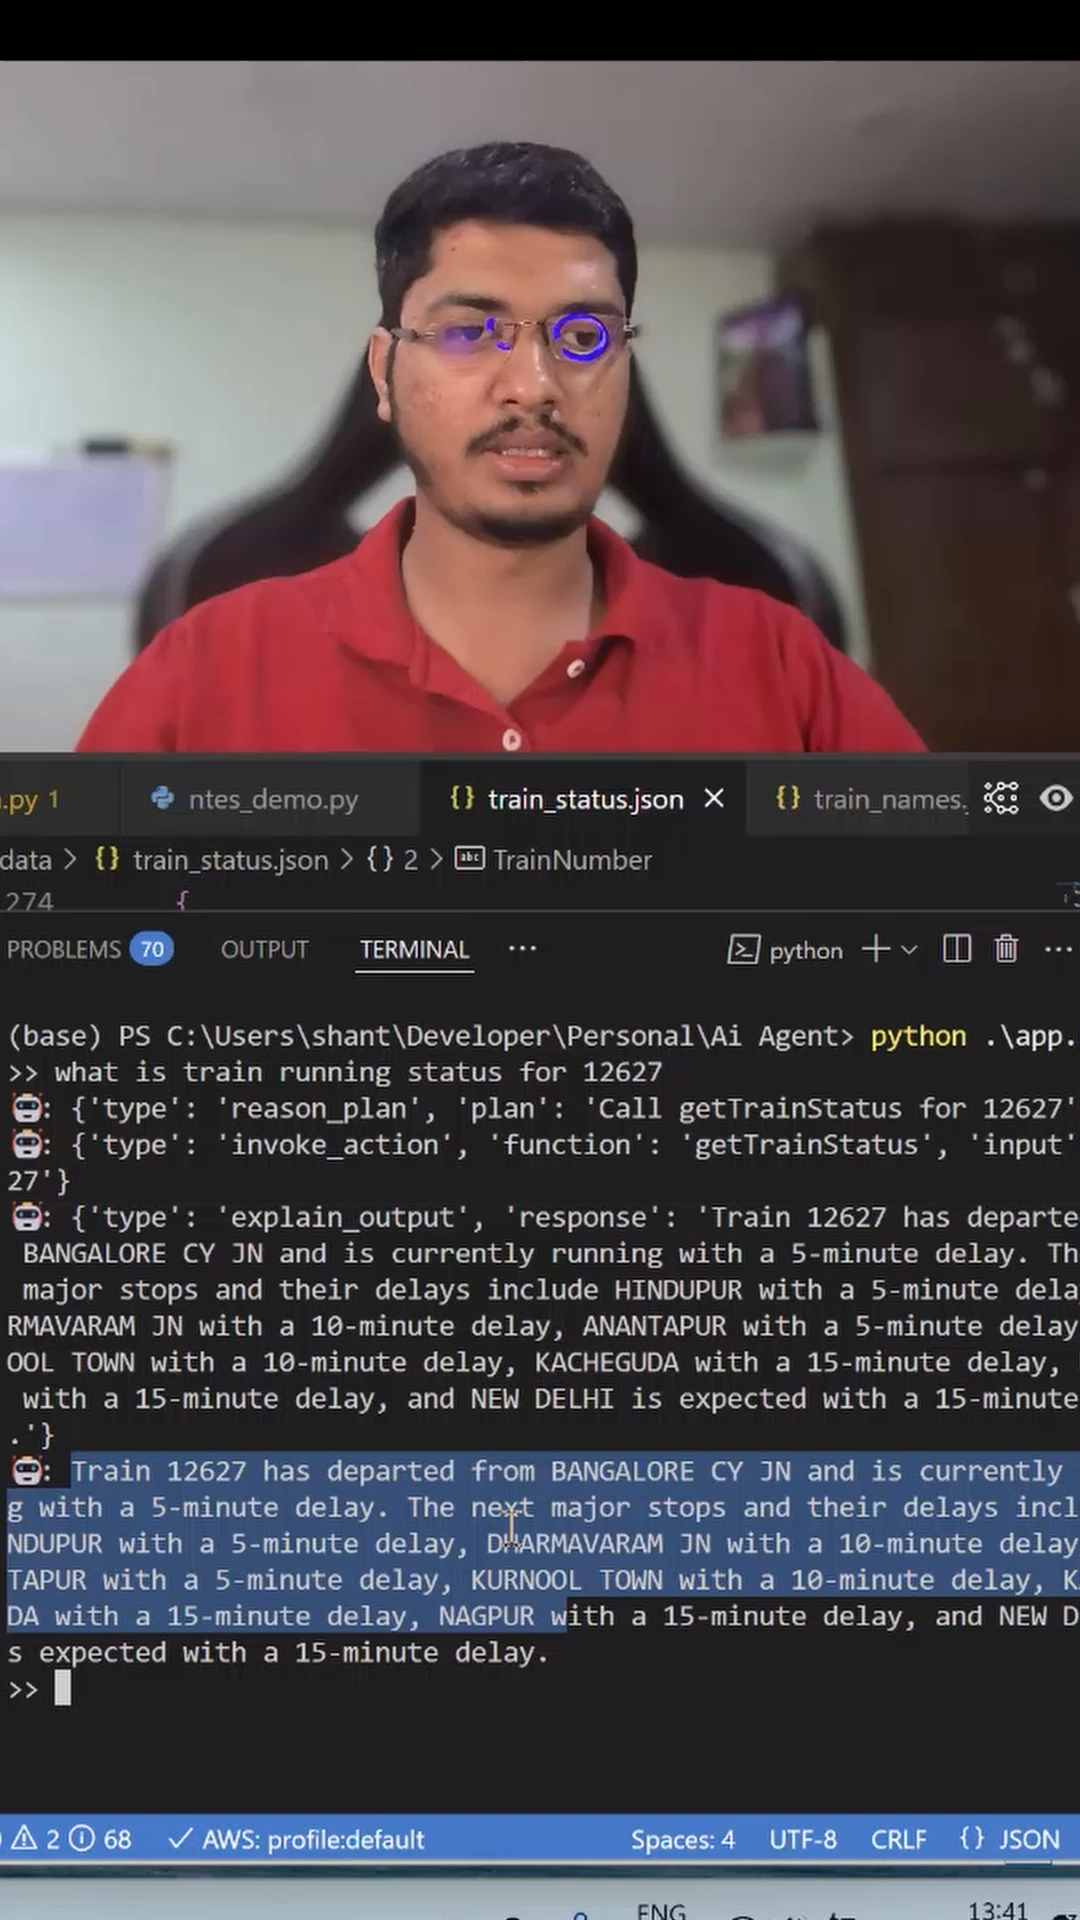 .py 1 ntes_demo.py {} train_status.json × {} train_names.
data > {} train_status.json > {} 2 > abc TrainNumber
274 {
PROBLEMS 70 OUTPUT TERMINAL ··· python + ···
(base) PS C:\Users\shant\Developer\Personal\Ai Agent> python .\app.
>> what is train running status for 12627
: {'type': 'reason_plan', 'plan': 'Call getTrainStatus for 12627'
: {'type': 'invoke_action', 'function': 'getTrainStatus', 'input'
27'}
: {'type': 'explain_output', 'response': 'Train 12627 has departe
BANGALORE CY JN and is currently running with a 5-minute delay. Th
major stops and their delays include HINDUPUR with a 5-minute dela
RMAVARAM JN with a 10-minute delay, ANANTAPUR with a 5-minute delay
OOL TOWN with a 10-minute delay, KACHEGUDA with a 15-minute delay,
with a 15-minute delay, and NEW DELHI is expected with a 15-minute
.'}
: Train 12627 has departed from BANGALORE CY JN and is currently
g with a 5-minute delay. The next major stops and their delays incl
NDUPUR with a 5-minute delay, DHARMAVARAM JN with a 10-minute delay
TAPUR with a 5-minute delay, KURNOOL TOWN with a 10-minute delay, K
DA with a 15-minute delay, NAGPUR with a 15-minute delay, and NEW D
s expected with a 15-minute delay.
>>
2 68 AWS: profile:default Spaces: 4 UTF-8 CRLF {} JSON
ENG 13:41